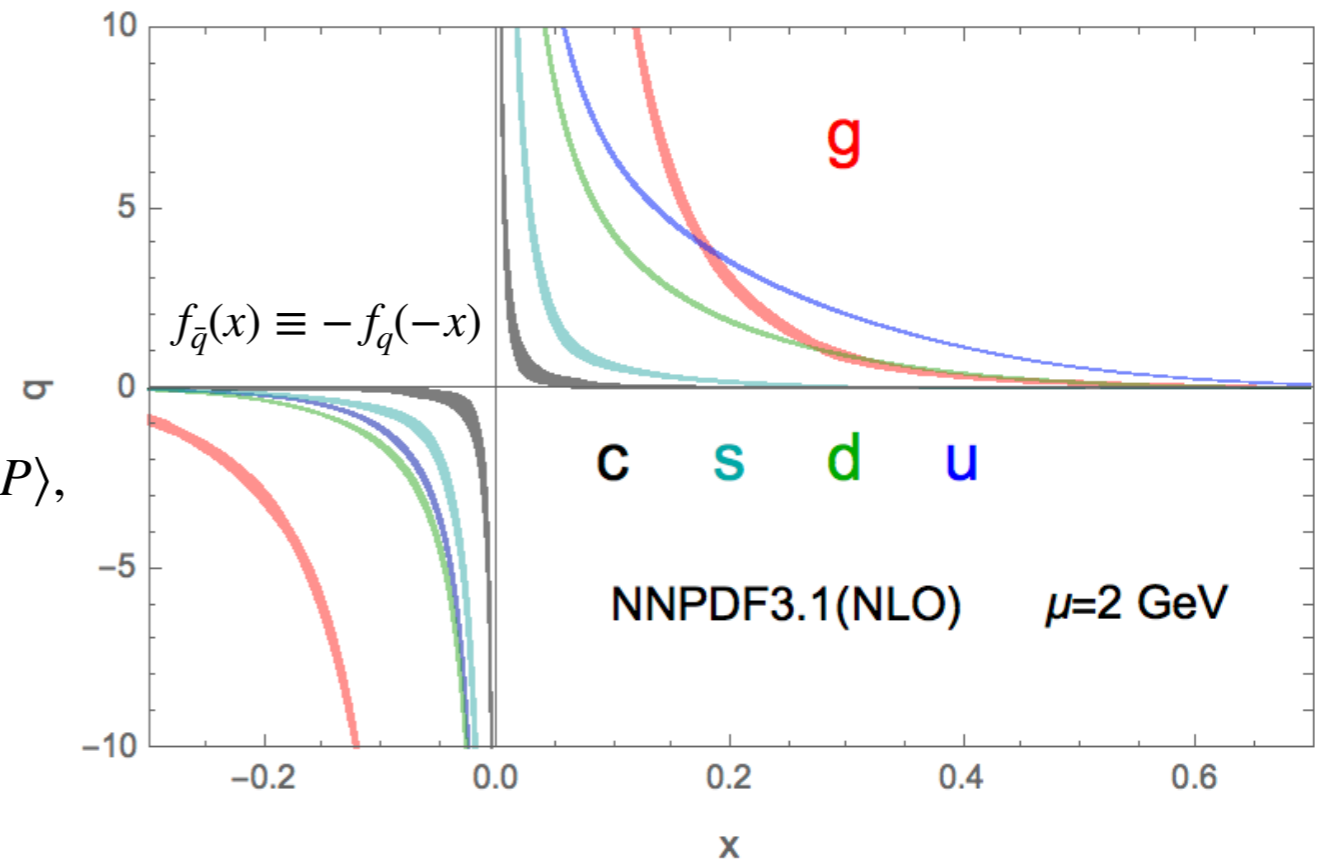 10
g
5
f_{q̄}(x) ≡ − f_q(−x)
0
q
c s d u
P⟩,
−5
NNPDF3.1(NLO) μ=2 GeV
−10
−0.2 0.0 0.2 0.4 0.6
x